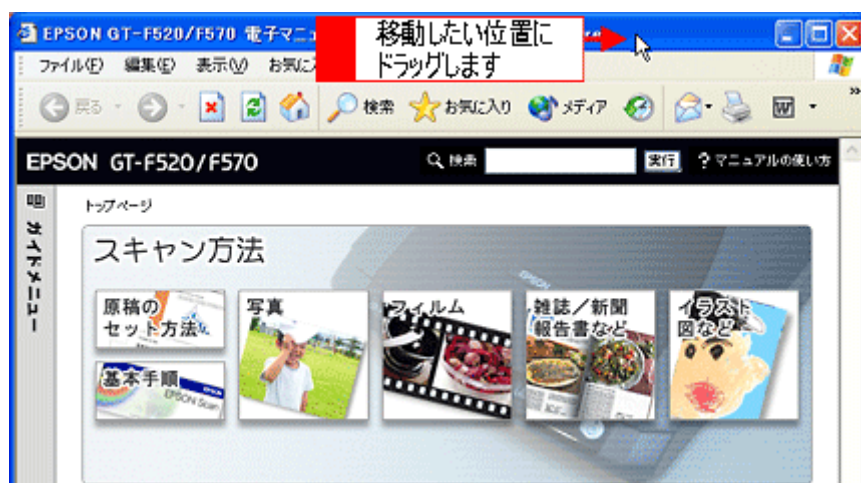 EPSON GT-F520/F570 電子マニュ
移動したい位置に
ドラッグします
ファイル(F) 編集(E) 表示(V) お気に入
戻る 検索 お気に入り メディア
EPSON GT-F520/F570 検索 実行 ? マニュアルの使い方
ガイドメニュー
トップページ
スキャン方法
原稿の
セット方法
写真
フィルム
雑誌／新聞
報告書など
イラスト
図など
基本手順
EPSON Scan